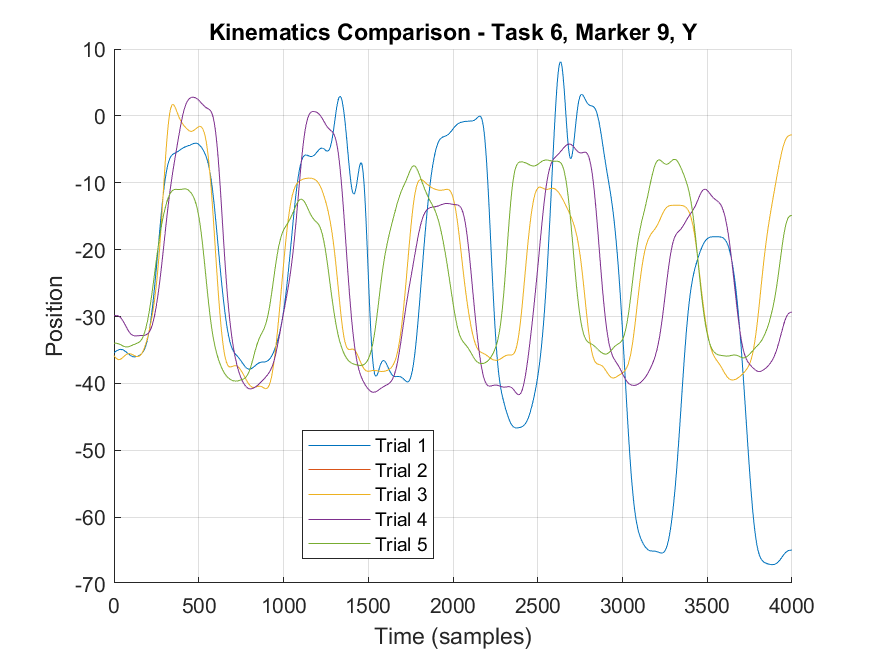 Kinematics Comparison - Task 6, Marker 9, Y
10
0
-10
-20
-30
-40
-50
-60
-70
Position
Trial 1
Trial 2
Trial 3
Trial 4
Trial 5
0 500 1000 1500 2000 2500 3000 3500 4000
Time (samples)